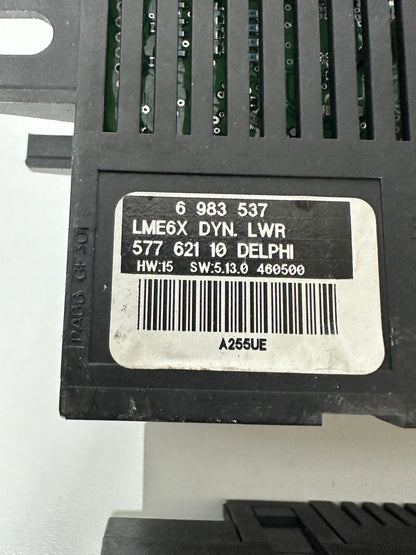 6 983 537
LME6X DYN. LWR
577 621 10 DELPHI
HW:15 SW:5.13.0 460500
A255UE